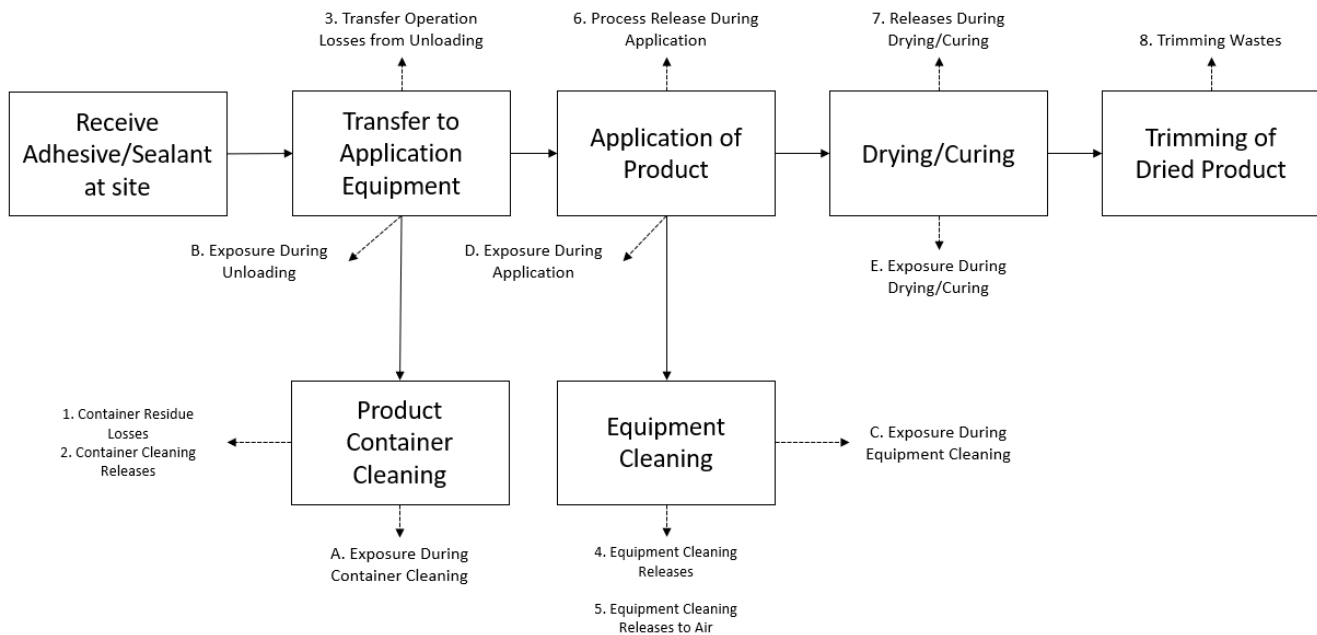 3. Transfer Operation
Losses from Unloading
6. Process Release During
Application
7. Releases During
Drying/Curing
8. Trimming Wastes
Receive
Adhesive/Sealant
at site
Transfer to
Application
Equipment
Application of
Product
Drying/Curing
Trimming of
Dried Product
B. Exposure During
Unloading
D. Exposure During
Application
E. Exposure During
Drying/Curing
1. Container Residue
Losses
2. Container Cleaning
Releases
Product
Container
Cleaning
Equipment
Cleaning
C. Exposure During
Equipment Cleaning
A. Exposure During
Container Cleaning
4. Equipment Cleaning
Releases
5. Equipment Cleaning
Releases to Air